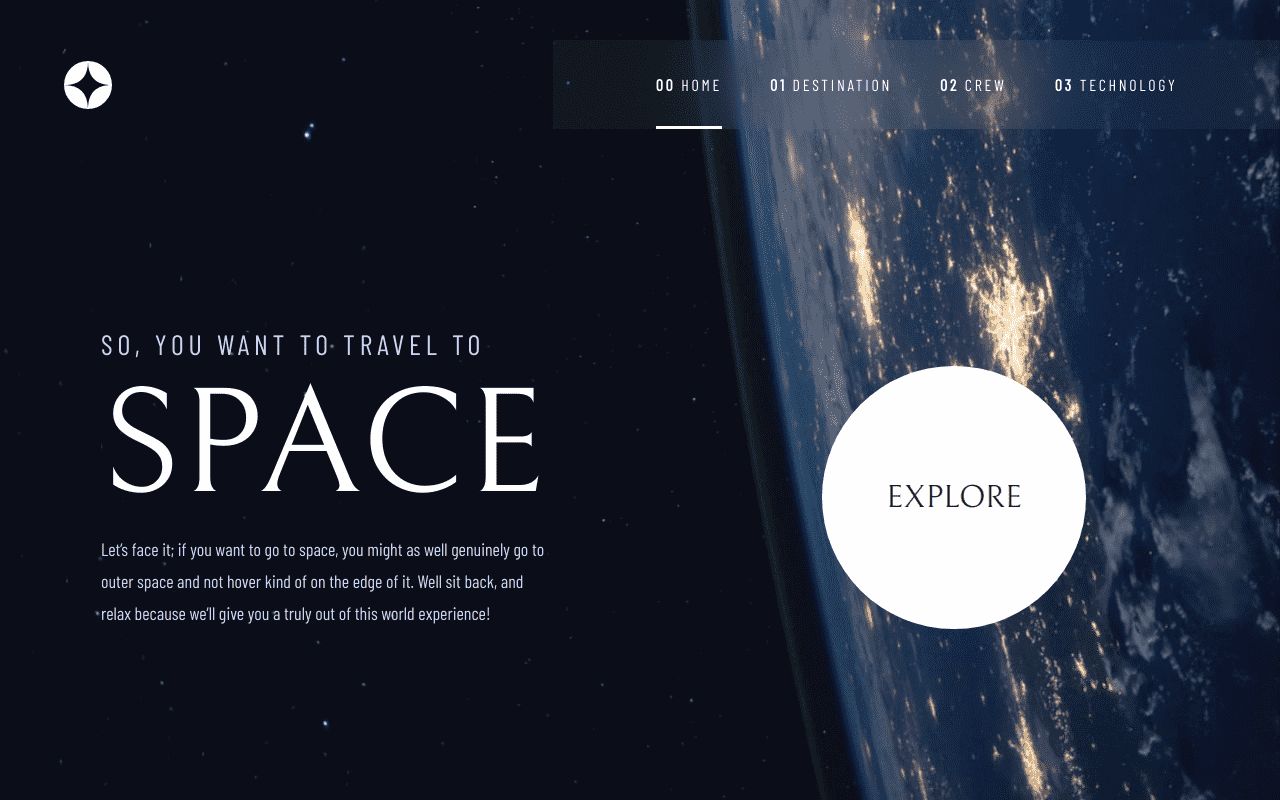 00 HOME 01 DESTINATION 02 CREW 03 TECHNOLOGY
SO, YOU WANT TO TRAVEL TO
SPACE
Let’s face it; if you want to go to space, you might as well genuinely go to
outer space and not hover kind of on the edge of it. Well sit back, and
relax because we’ll give you a truly out of this world experience!
EXPLORE